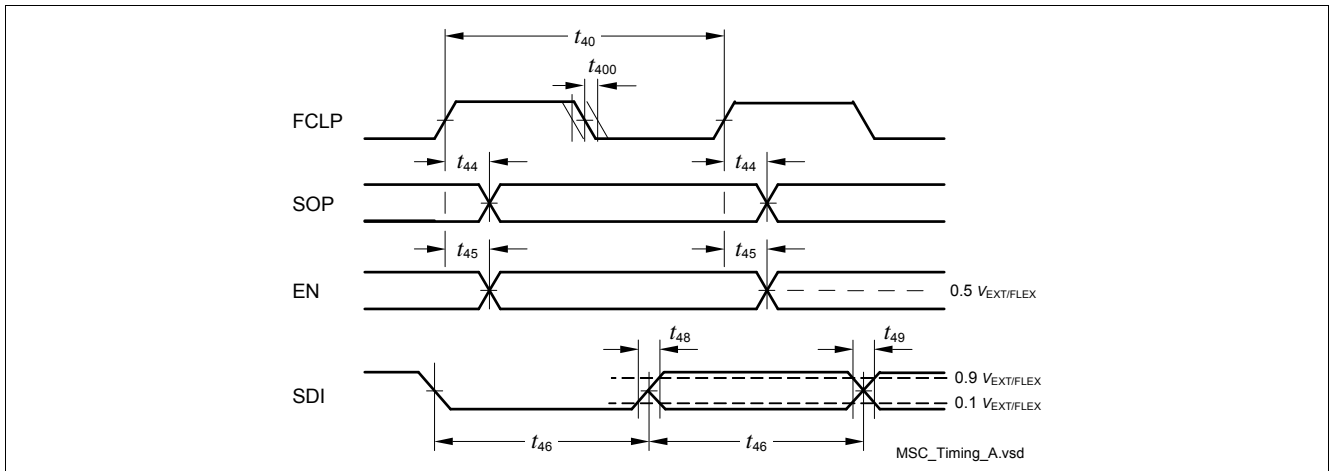 t40
t400
FCLP
t44 t44
SOP
t45 t45
EN
0.5 VEXT/FLEX
t48 t49
0.9 VEXT/FLEX
SDI
0.1 VEXT/FLEX
t46 t46
MSC_Timing_A.vsd